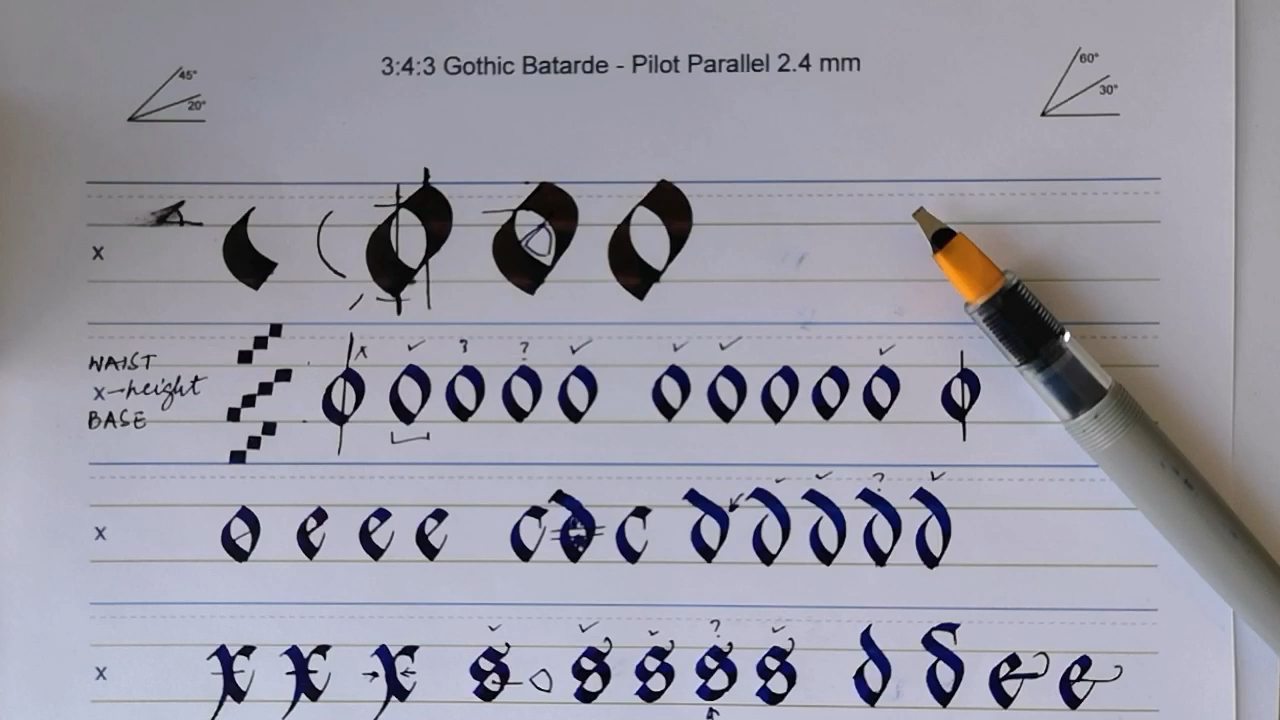 3:4:3 Gothic Batarde - Pilot Parallel 2.4 mm
45°
20°
60°
30°
x
x ✓ ? ? ✓ ✓ ✓ ✓
WAIST
x-height
BASE
o o o o o o o o o o o
✓ ✓ ? ✓
x o e e e c d c d d d d d
✓ ✓ ✓ ? ✓
x x x x s s s s s d d e e